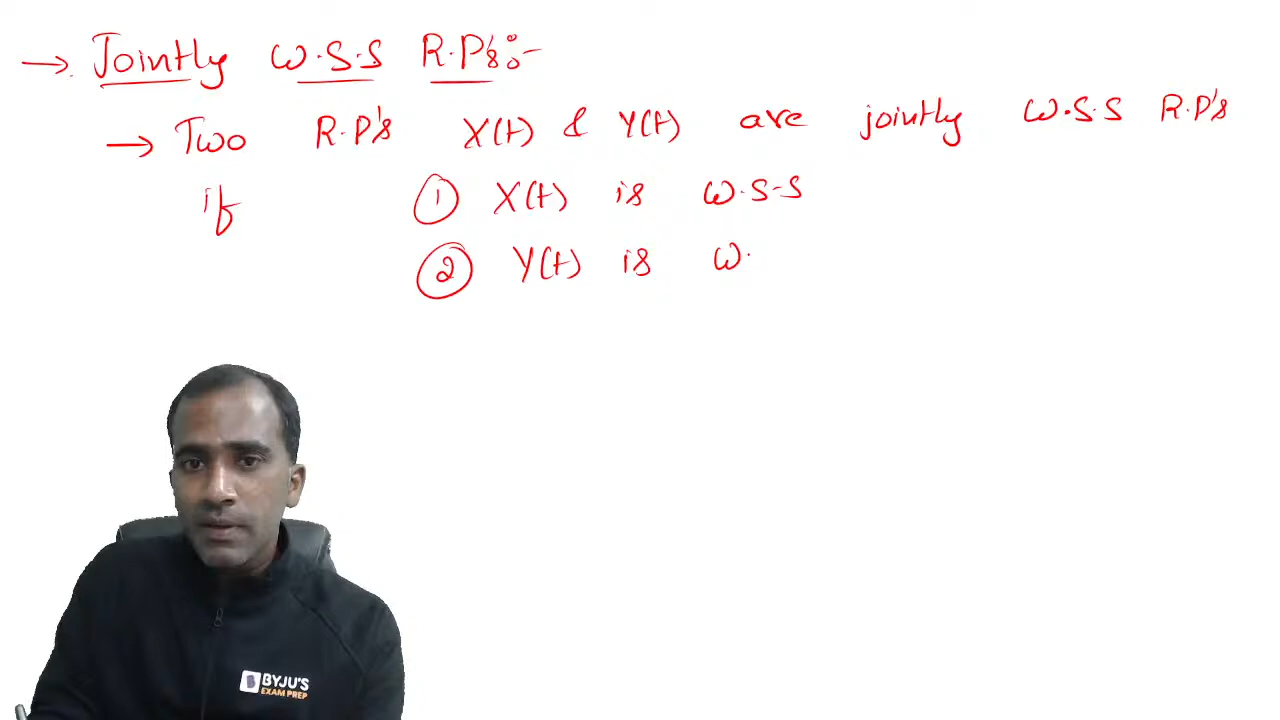 → Jointly W.S.S R.P's:-
→ Two R.P's X(t) & Y(t) are jointly W.S.S R.P's
if ① X(t) is W.S.S
② Y(t) is W.
BYJU'S
EXAM PREP